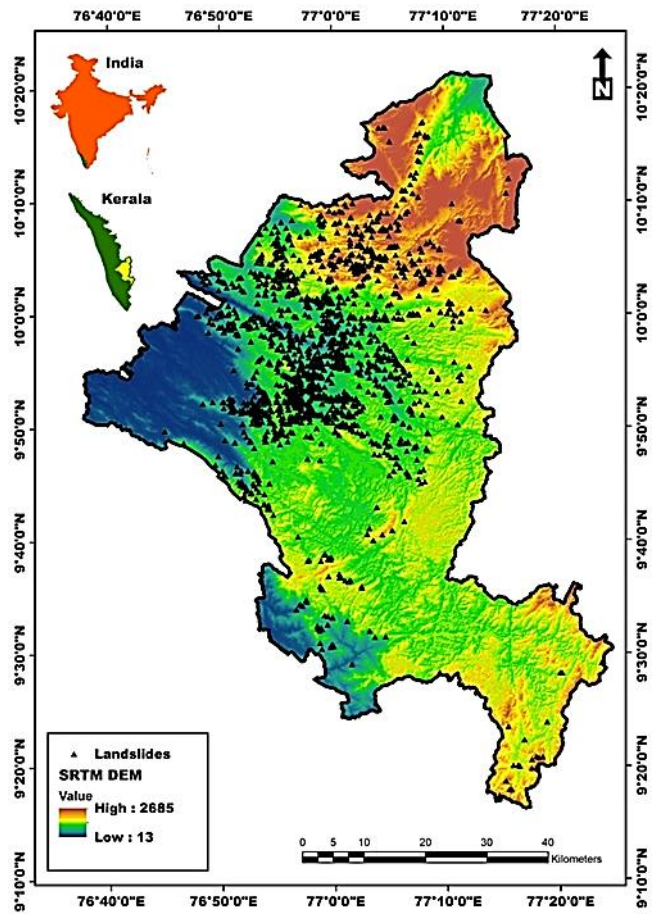 76°40'0"E 76°50'0"E 77°0'0"E 77°10'0"E 77°20'0"E
India
N
10°20'0"N 10°20'0"N
Kerala
10°10'0"N 10°10'0"N
10°0'0"N 10°0'0"N
9°50'0"N 9°50'0"N
9°40'0"N 9°40'0"N
9°30'0"N 9°30'0"N
Landslides
SRTM DEM
Value
High : 2685
Low : 13
9°20'0"N 9°20'0"N
0 5 10 20 30 40
Kilometers
9°10'0"N 9°10'0"N
76°40'0"E 76°50'0"E 77°0'0"E 77°10'0"E 77°20'0"E